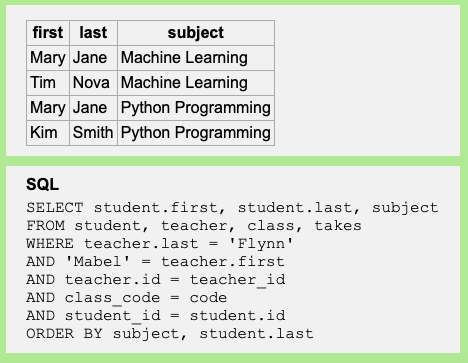 first last subject
Mary Jane Machine Learning
Tim Nova Machine Learning
Mary Jane Python Programming
Kim Smith Python Programming
SQL
SELECT student.first, student.last, subject
FROM student, teacher, class, takes
WHERE teacher.last = 'Flynn'
AND 'Mabel' = teacher.first
AND teacher.id = teacher_id
AND class_code = code
AND student_id = student.id
ORDER BY subject, student.last